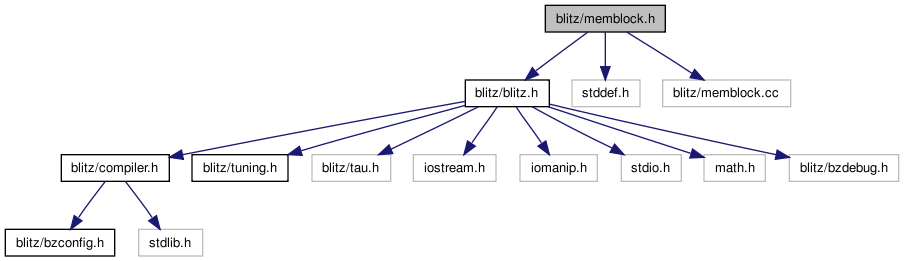 blitz/memblock.h
blitz/blitz.h
stddef.h
blitz/memblock.cc
blitz/compiler.h
blitz/tuning.h
blitz/tau.h
iostream.h
iomanip.h
stdio.h
math.h
blitz/bzdebug.h
blitz/bzconfig.h
stdlib.h